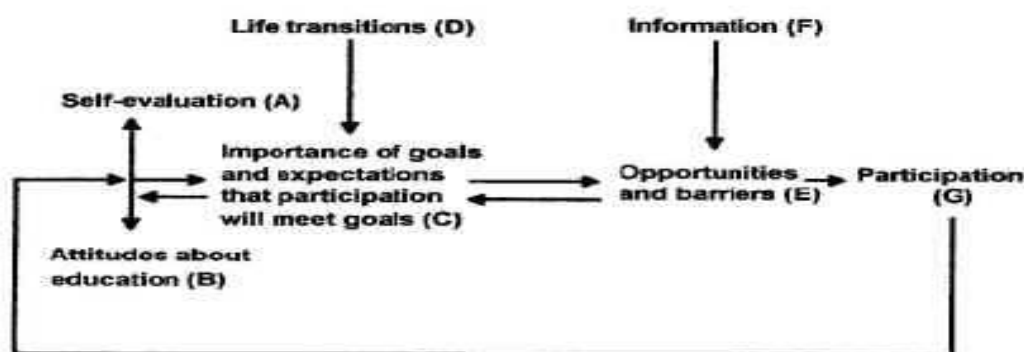 Life transitions (D)
Information (F)
Self-evaluation (A)
Importance of goals
and expectations
that participation
will meet goals (C)
Opportunities
and barriers (E)
Participation
(G)
Attitudes about
education (B)